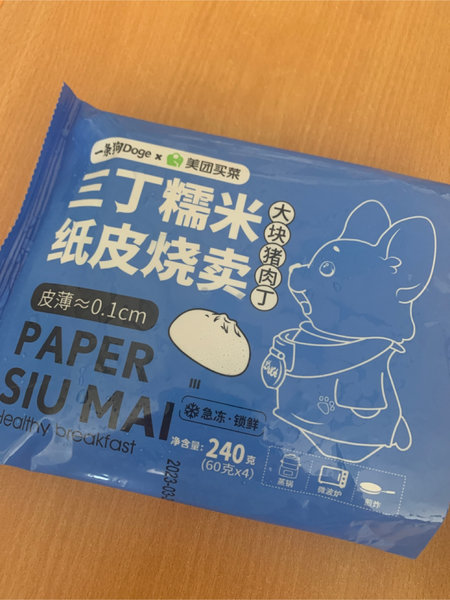 一条狗Doge x 美团买菜
三丁糯米
纸皮烧卖
大块猪肉丁
皮薄≈0.1cm
PAPER
SIU MAI
Healthy breakfast
急冻·锁鲜
净含量: 240克
(60克x4)
蒸锅 微波炉 煎炸
2023-03